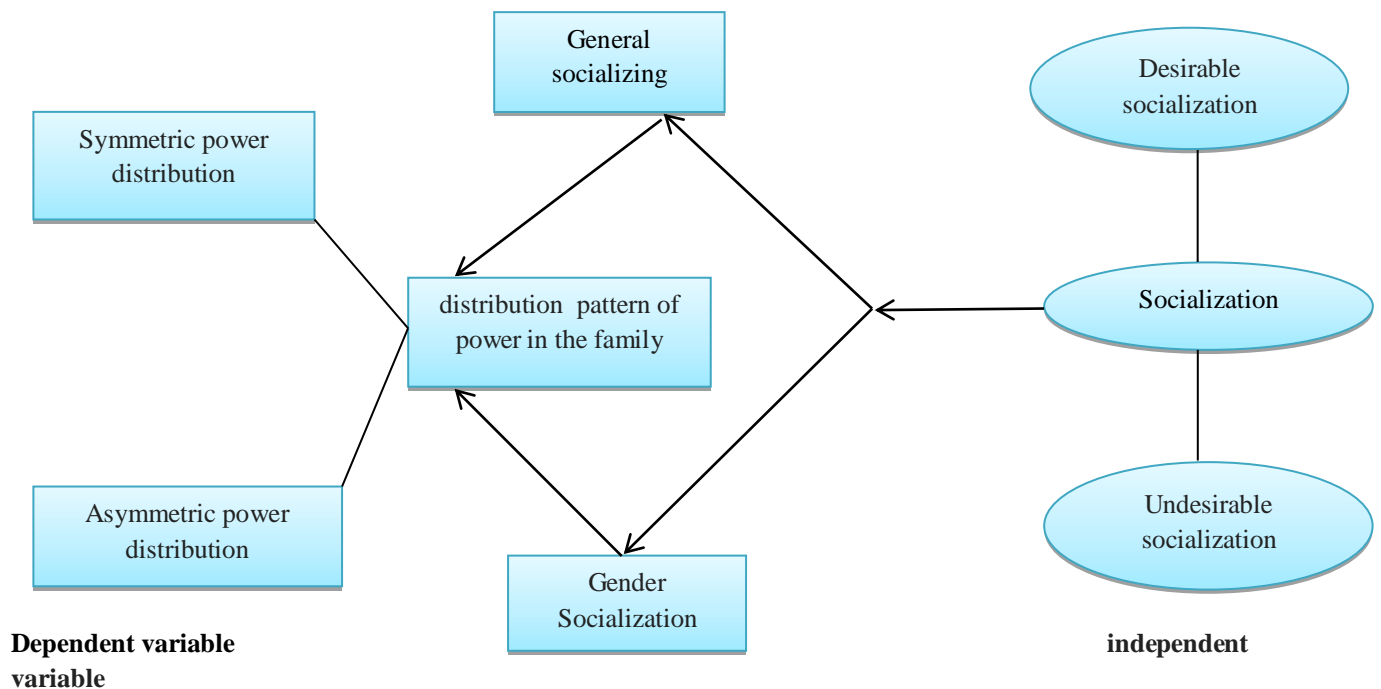 General
socializing
Desirable
socialization
Symmetric power
distribution
distribution pattern of
power in the family
Socialization
Asymmetric power
distribution
Undesirable
socialization
Gender
Socialization
Dependent variable
independent
variable